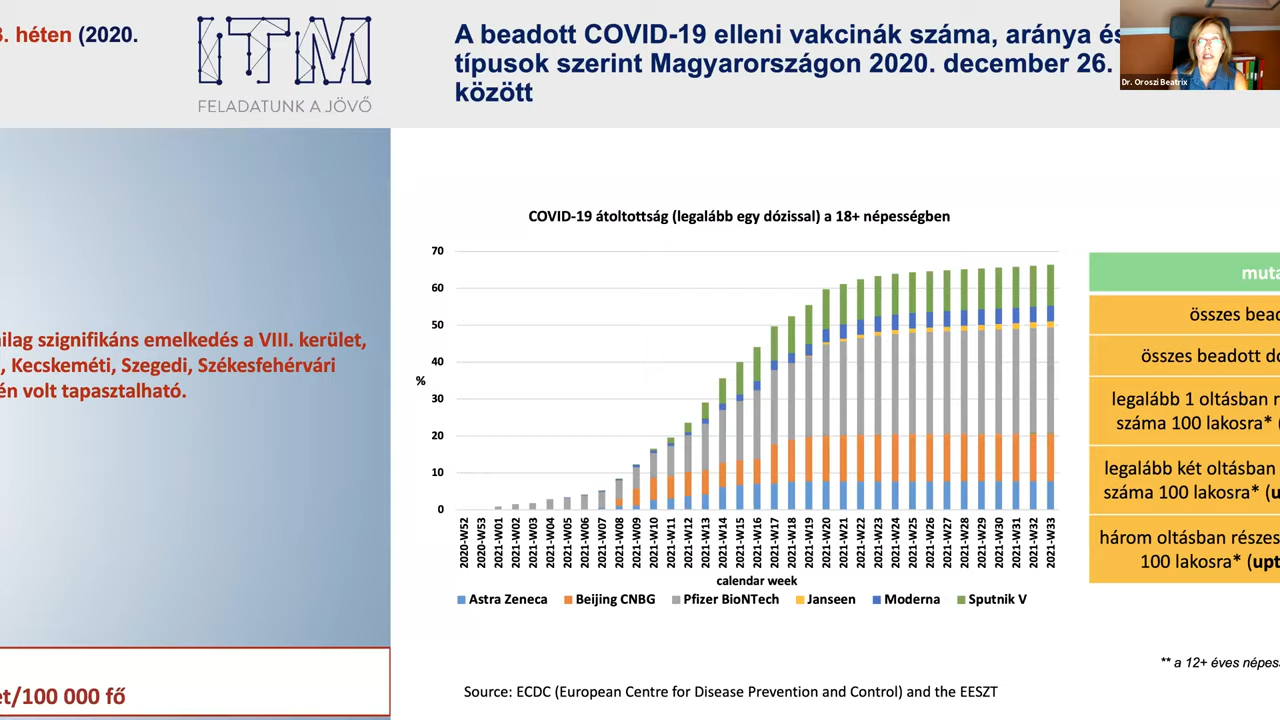 3. héten (2020.
ITM
FELADATUNK A JÖVŐ
A beadott COVID-19 elleni vakcinák száma, aránya és
típusok szerint Magyarországon 2020. december 26.
között
Dr. Oroszi Beatrix
szignifikáns emelkedés a VIII. kerület,
, Kecskeméti, Szegedi, Székesfehérvári
én volt tapasztalható.
et/100 000 fő
COVID-19 átoltottság (legalább egy dózissal) a 18+ népességben
70
60
50
40
%
30
20
10
0
2020-W52
2020-W53
2021-W01
2021-W02
2021-W03
2021-W04
2021-W05
2021-W06
2021-W07
2021-W08
2021-W09
2021-W10
2021-W11
2021-W12
2021-W13
2021-W14
2021-W15
2021-W16
2021-W17
2021-W18
2021-W19
2021-W20
2021-W21
2021-W22
2021-W23
2021-W24
2021-W25
2021-W26
2021-W27
2021-W28
2021-W29
2021-W30
2021-W31
2021-W32
2021-W33
calendar week
Astra Zeneca Beijing CNBG Pfizer BioNTech Janseen Moderna Sputnik V
muta
összes bead
összes beadott dó
legalább 1 oltásban r
száma 100 lakosra* (
legalább két oltásban
száma 100 lakosra* (u
három oltásban részes
100 lakosra* (upt
** a 12+ éves népess
Source: ECDC (European Centre for Disease Prevention and Control) and the EESZT